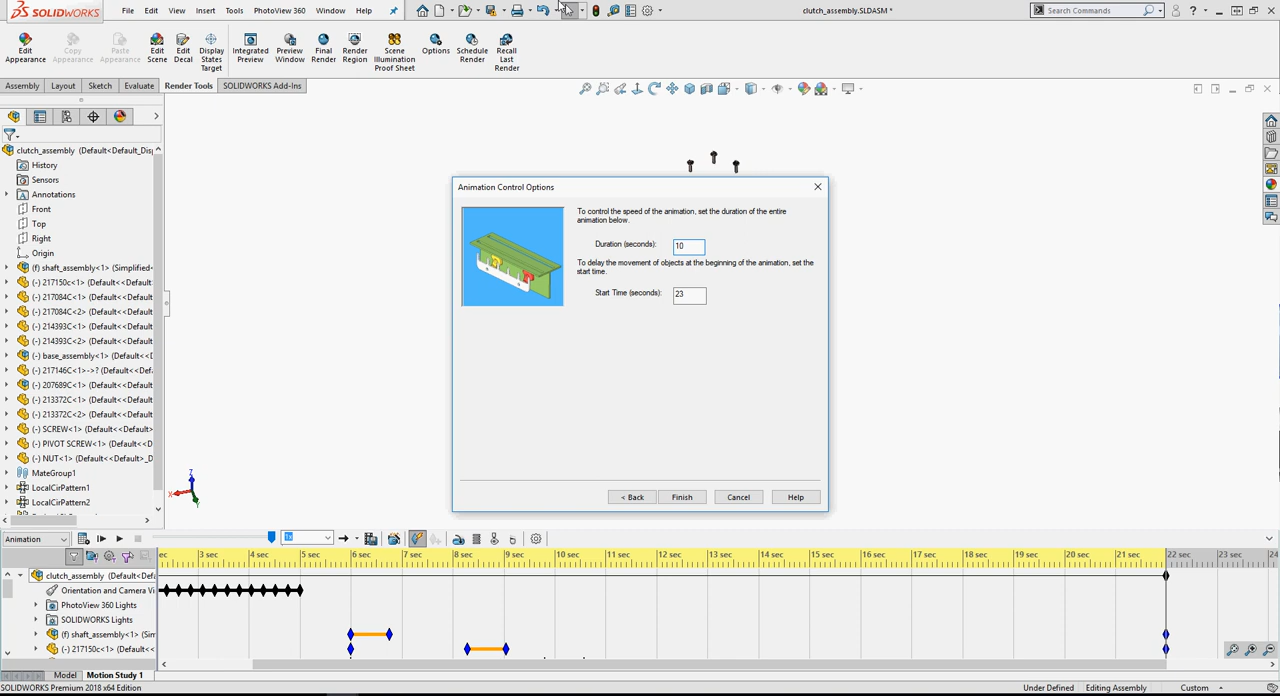 SOLIDWORKS File Edit View Insert Tools PhotoView 360 Window Help clutch_assembly.SLDASM * Search Commands
Edit Appearance Copy Appearance Paste Appearance Edit Scene Edit Decal Display States Target Integrated Preview Preview Window Final Render Render Region Scene Illumination Proof Sheet Options Schedule Render Recall Last Render
Assembly Layout Sketch Evaluate Render Tools SOLIDWORKS Add-Ins
clutch_assembly (Default<Default_Disp
History
Sensors
Annotations
Front
Top
Right
Origin
(f) shaft_assembly<1> (Simplified-
(-) 217150c<1> (Default<<Default
(-) 217084C<1> (Default<<Default
(-) 217084C<2> (Default<<Default
(-) 214393C<1> (Default<<Default
(-) 214393C<2> (Default<<Default
(-) base_assembly<1> (Default<<D
(-) 217146C<1>->? (Default<<Def
(-) 207689C<1> (Default<<Default
(-) 213372C<1> (Default<<Default
(-) 213372C<2> (Default<<Default
(-) SCREW<1> (Default<<Default
(-) PIVOT SCREW<1> (Default<<D
(-) NUT<1> (Default<<Default>_D
MateGroup1
LocalCirPattern1
LocalCirPattern2
Animation Control Options
To control the speed of the animation, set the duration of the entire
animation below.
Duration (seconds): 10
To delay the movement of objects at the beginning of the animation, set the
start time.
Start Time (seconds): 23
< Back Finish Cancel Help
Z
X
Y
Animation
1x
3 sec 4 sec 5 sec 6 sec 7 sec 8 sec 9 sec 10 sec 11 sec 12 sec 13 sec 14 sec 15 sec 16 sec 17 sec 18 sec 19 sec 20 sec 21 sec 22 sec 23 sec 24
clutch_assembly (Default<Defa
Orientation and Camera Vi
PhotoView 360 Lights
SOLIDWORKS Lights
(f) shaft_assembly<1> (Sim
(-) 217150c<1> (Default<<
Model Motion Study 1
SOLIDWORKS Premium 2018 x64 Edition Under Defined Editing Assembly Custom